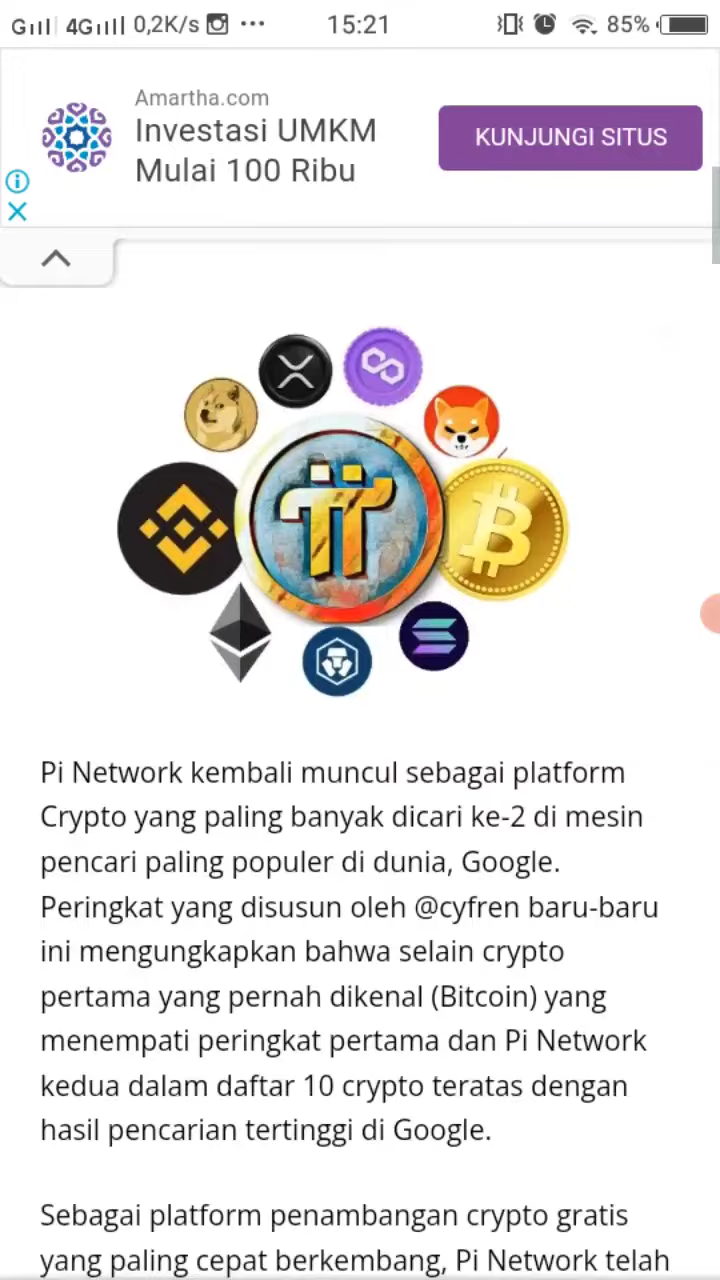 4G 0,2K/s 15:21 85%
Amartha.com
Investasi UMKM
Mulai 100 Ribu
KUNJUNGI SITUS
Pi Network kembali muncul sebagai platform
Crypto yang paling banyak dicari ke-2 di mesin
pencari paling populer di dunia, Google.
Peringkat yang disusun oleh @cyfren baru-baru
ini mengungkapkan bahwa selain crypto
pertama yang pernah dikenal (Bitcoin) yang
menempati peringkat pertama dan Pi Network
kedua dalam daftar 10 crypto teratas dengan
hasil pencarian tertinggi di Google.
Sebagai platform penambangan crypto gratis
yang paling cepat berkembang, Pi Network telah